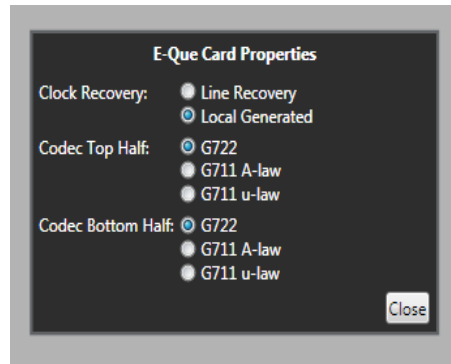 E-Que Card Properties
Clock Recovery: Line Recovery
Local Generated
Codec Top Half: G722
G711 A-law
G711 u-law
Codec Bottom Half: G722
G711 A-law
G711 u-law
Close